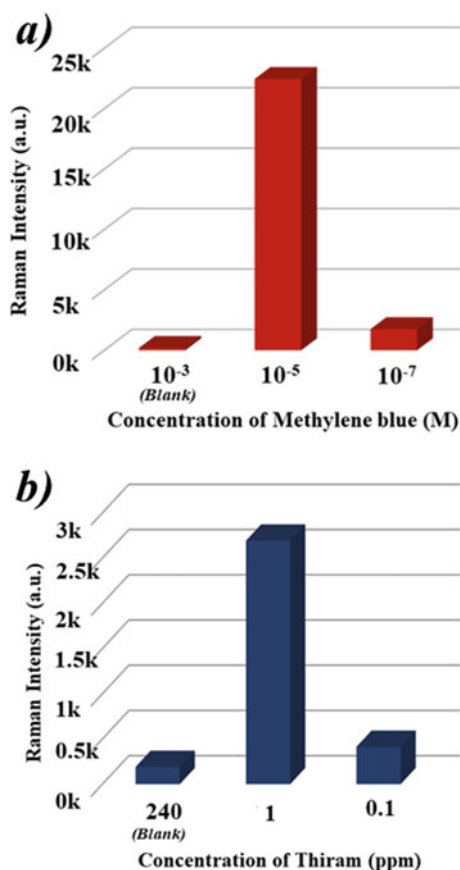 a)
Raman Intensity (a.u.)
25k
20k
15k
10k
5k
0k
10⁻³ 10⁻⁵ 10⁻⁷
(Blank)
Concentration of Methylene blue (M)
b)
Raman Intensity (a.u.)
3k
2.5k
2k
1.5k
1k
0.5k
0k
240 1 0.1
(Blank)
Concentration of Thiram (ppm)